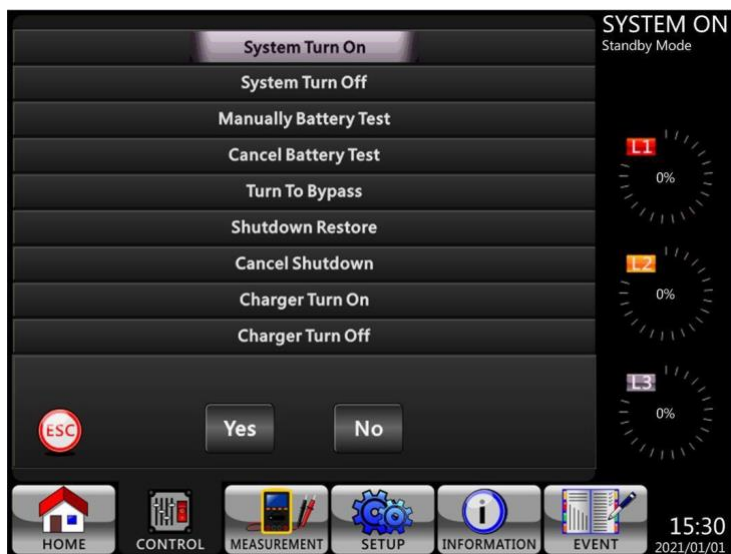 SYSTEM ON
Standby Mode
System Turn On
System Turn Off
Manually Battery Test
Cancel Battery Test
Turn To Bypass
Shutdown Restore
Cancel Shutdown
Charger Turn On
Charger Turn Off
L1
0%
L2
0%
L3
0%
ESC
Yes
No
HOME
CONTROL
MEASUREMENT
SETUP
INFORMATION
EVENT
15:30
2021/01/01